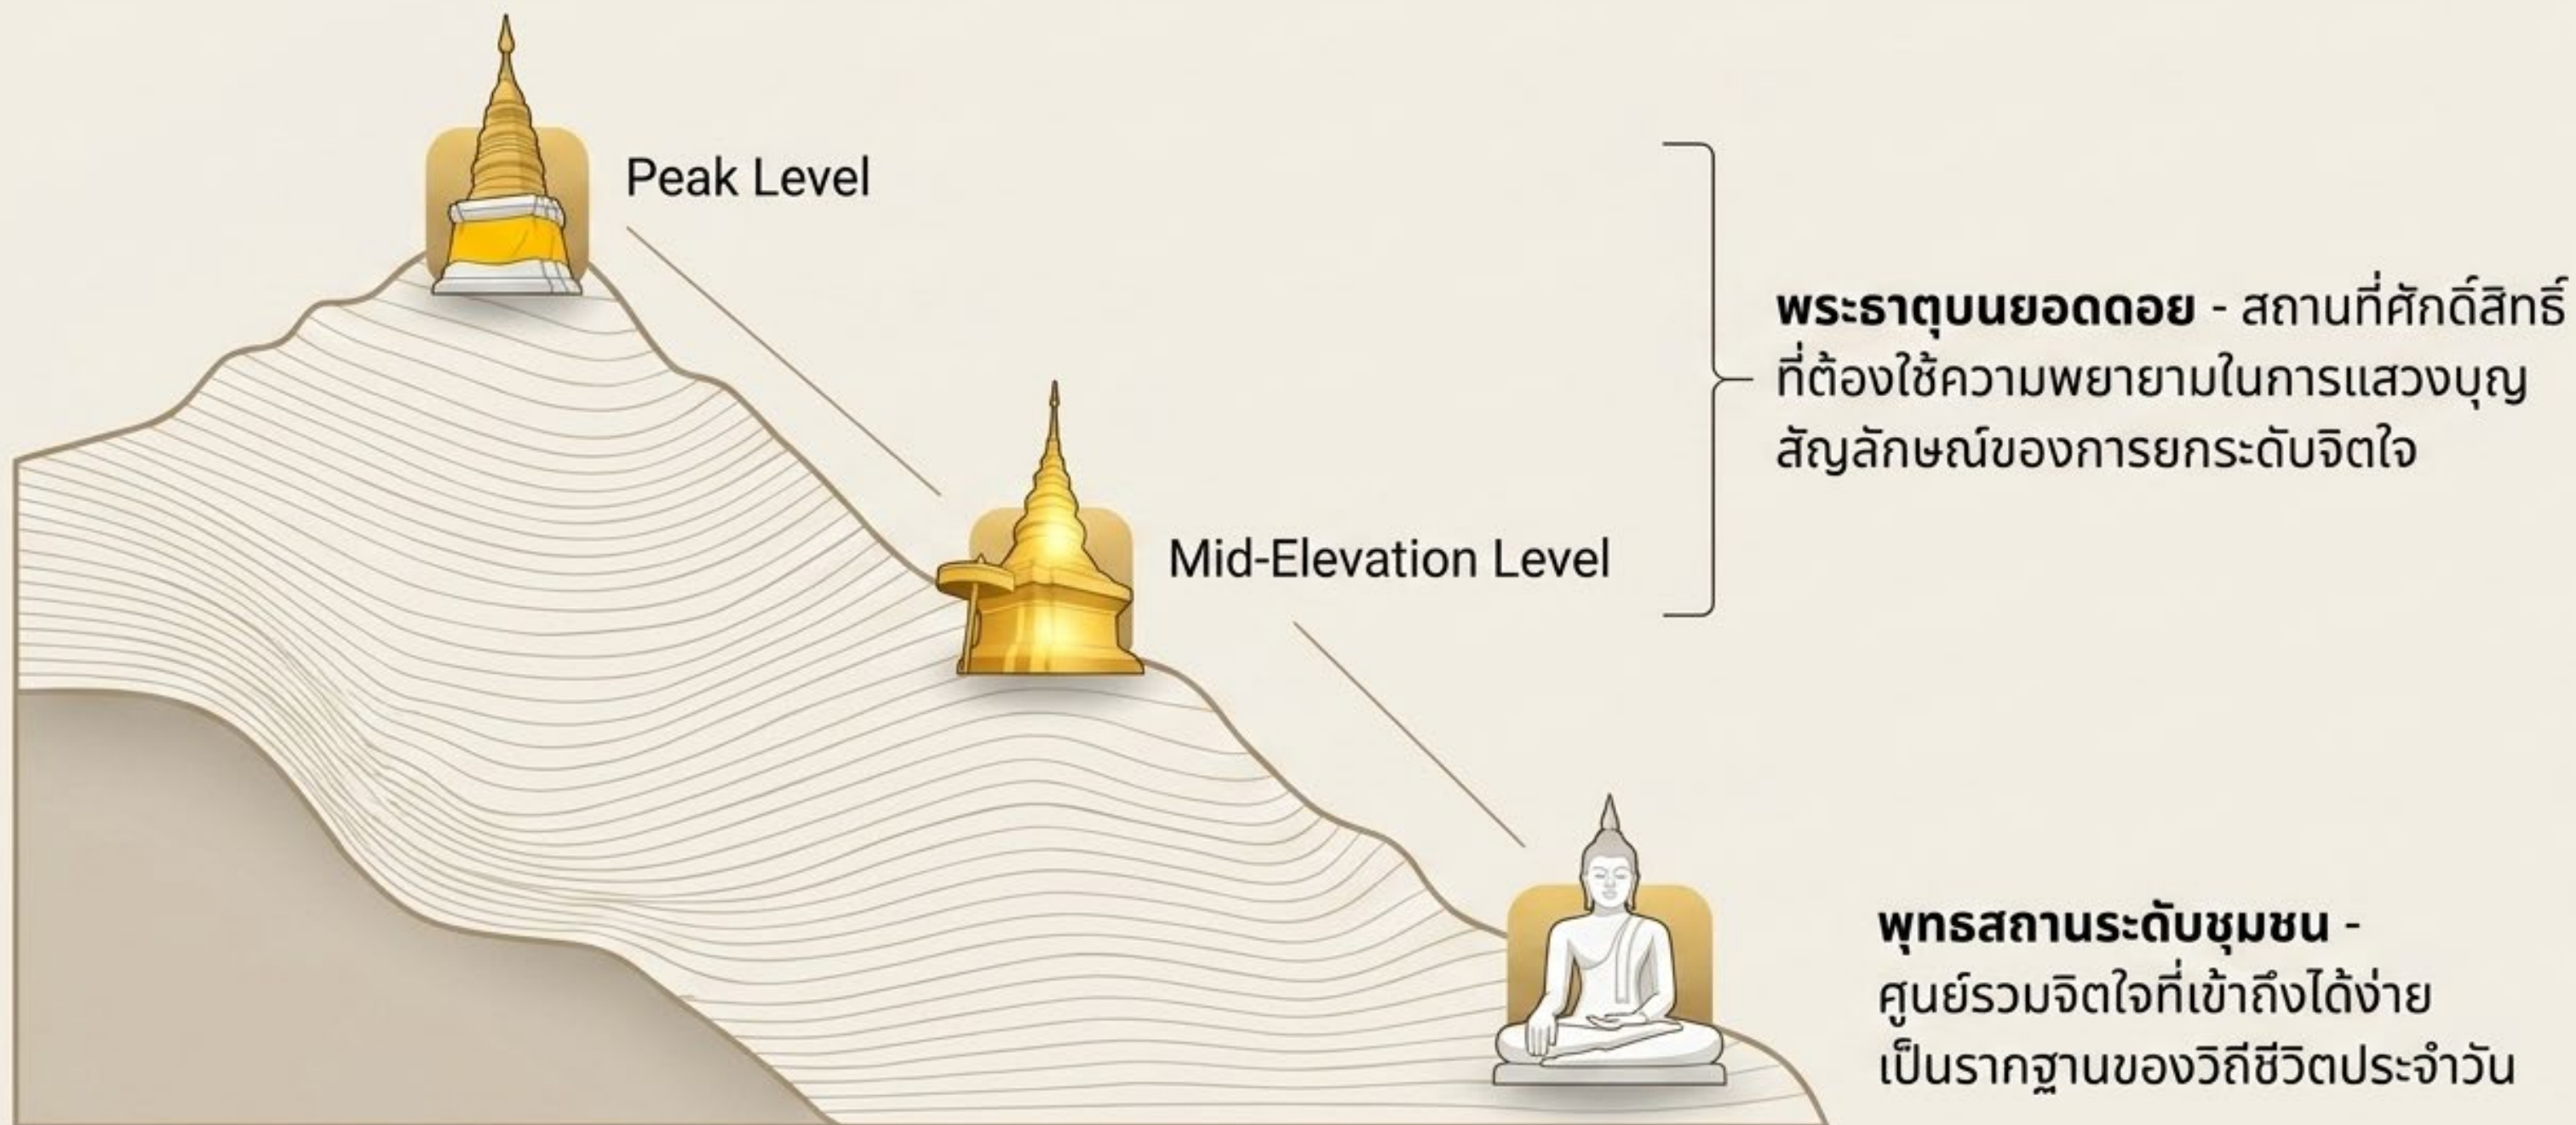 Peak Level
พระธาตุบนยอดดอย - สถานที่ศักดิ์สิทธิ์
ที่ต้องใช้ความพยายามในการแสวงบุญ
สัญลักษณ์ของการยกระดับจิตใจ
Mid-Elevation Level
พุทธสถานระดับชุมชน -
ศูนย์รวมจิตใจที่เข้าถึงได้ง่าย
เป็นรากฐานของวิถีชีวิตประจำวัน